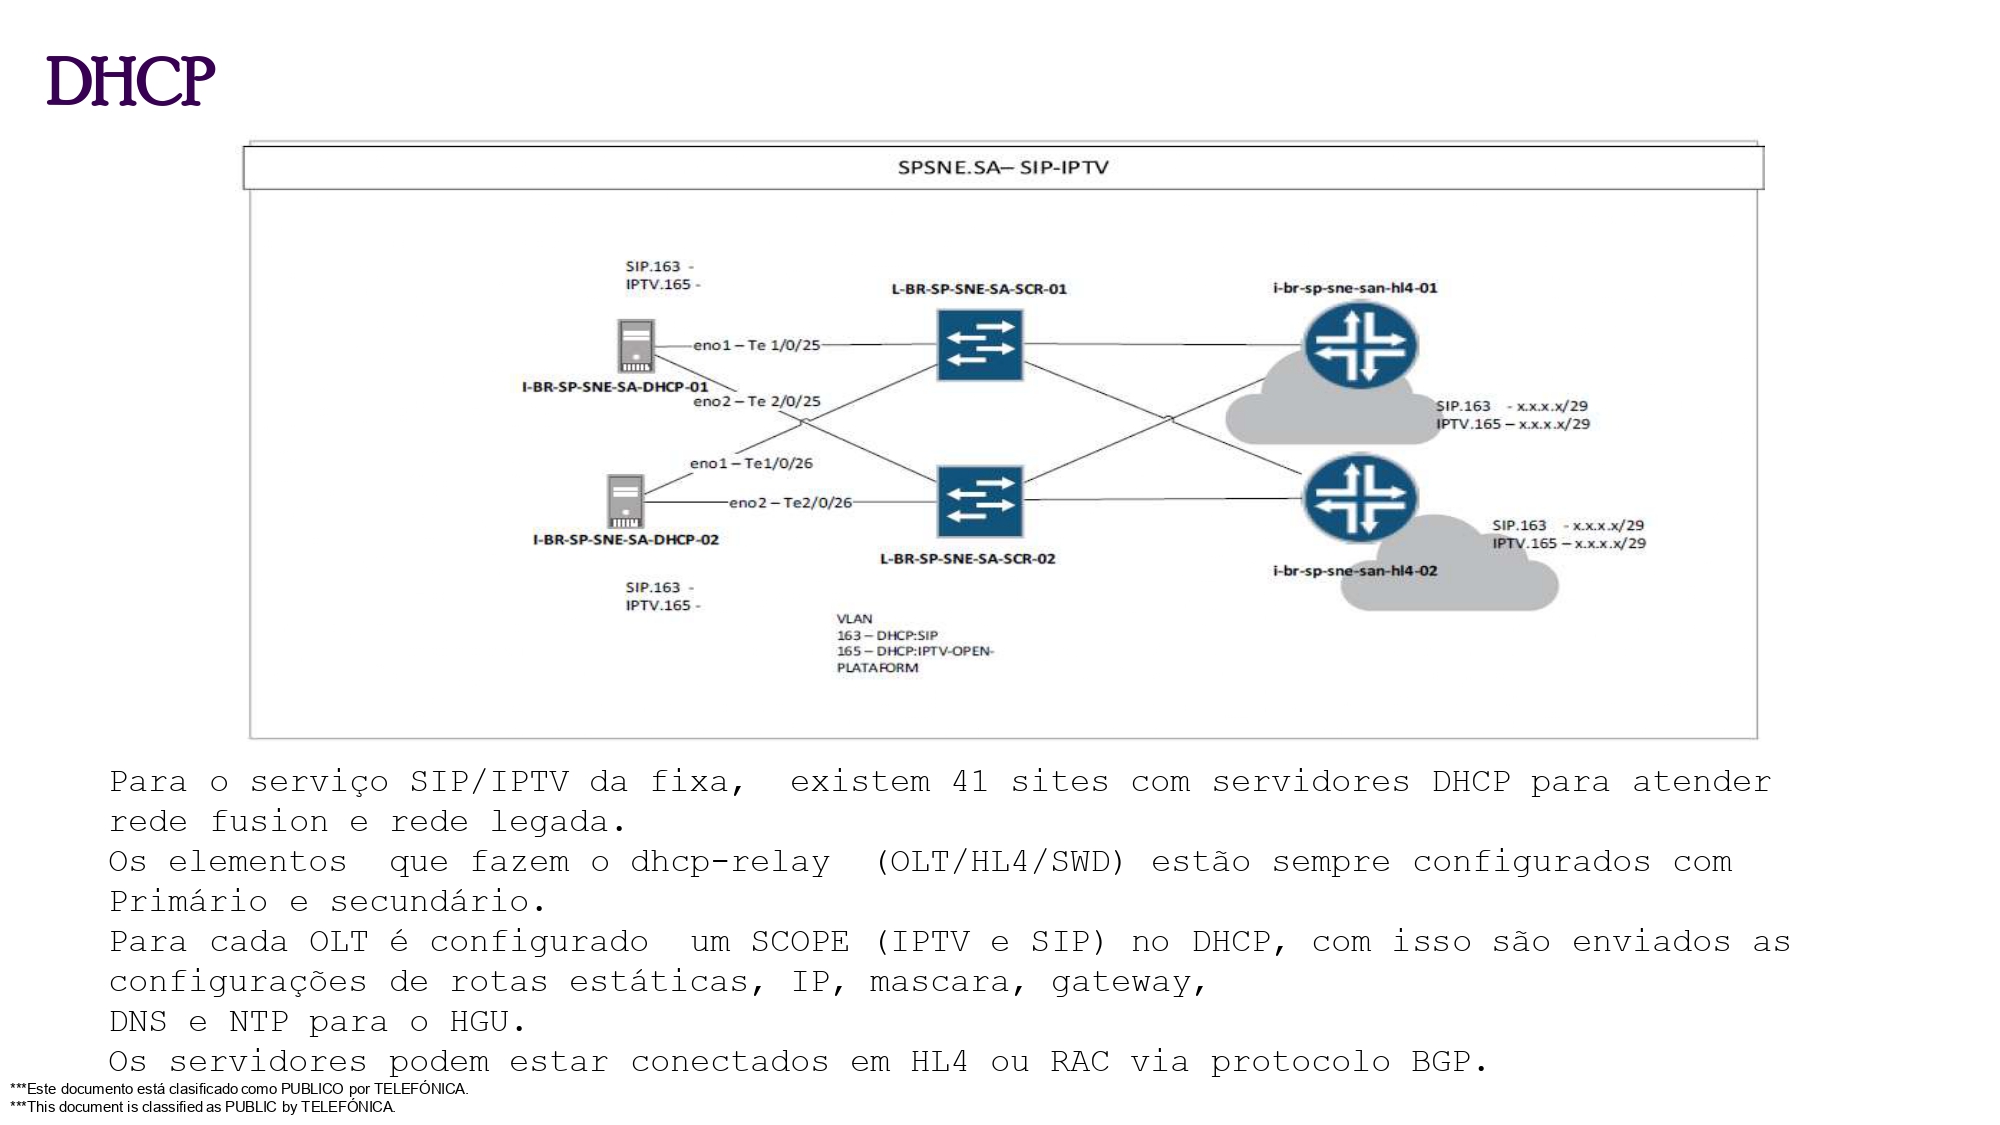 DHCP
SPSNE.SA– SIP-IPTV
SIP.163 -
IPTV.165 -
L-BR-SP-SNE-SA-SCR-01
i-br-sp-sne-san-hl4-01
eno1 – Te 1/0/25
I-BR-SP-SNE-SA-DHCP-01
eno2 – Te 2/0/25
SIP.163 - x.x.x.x/29
IPTV.165 – x.x.x.x/29
eno1 – Te1/0/26
eno2 – Te2/0/26
I-BR-SP-SNE-SA-DHCP-02
L-BR-SP-SNE-SA-SCR-02
SIP.163 - x.x.x.x/29
IPTV.165 – x.x.x.x/29
i-br-sp-sne-san-hl4-02
SIP.163 -
IPTV.165 -
VLAN
163 – DHCP:SIP
165 – DHCP:IPTV-OPEN-
PLATAFORM
Para o serviço SIP/IPTV da fixa, existem 41 sites com servidores DHCP para atender
rede fusion e rede legada.
Os elementos que fazem o dhcp-relay (OLT/HL4/SWD) estão sempre configurados com
Primário e secundário.
Para cada OLT é configurado um SCOPE (IPTV e SIP) no DHCP, com isso são enviados as
configurações de rotas estáticas, IP, mascara, gateway,
DNS e NTP para o HGU.
Os servidores podem estar conectados em HL4 ou RAC via protocolo BGP.
***Este documento está clasificado como PUBLICO por TELEFÓNICA.
***This document is classified as PUBLIC by TELEFÓNICA.